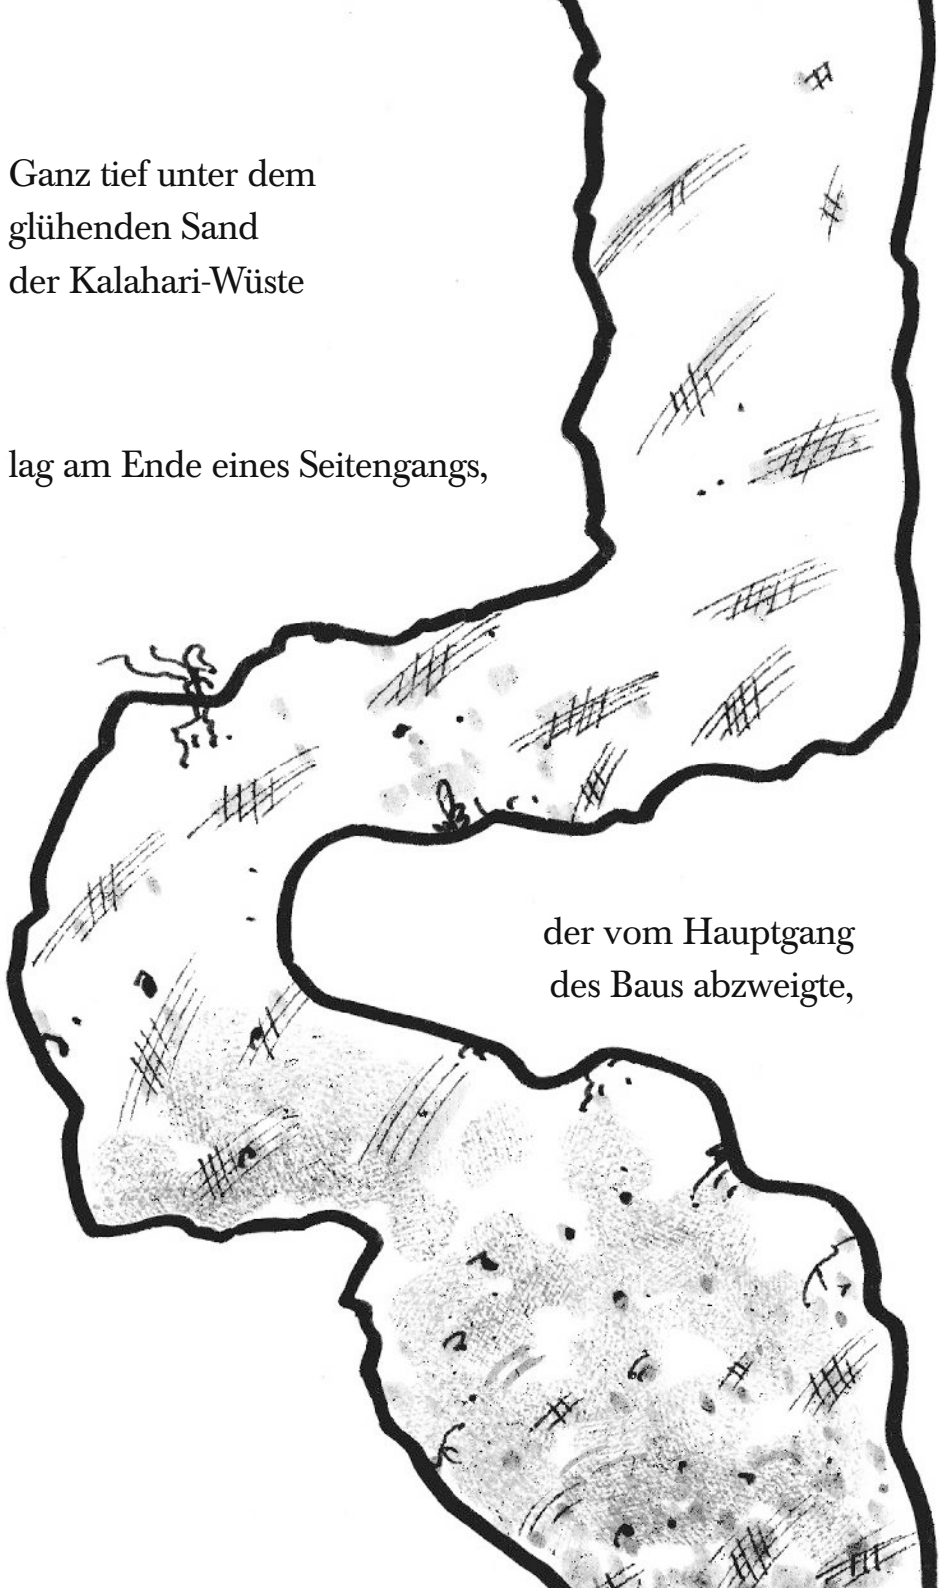 Ganz tief unter dem
glühenden Sand
der Kalahari-Wüste
lag am Ende eines Seitengangs,
der vom Hauptgang
des Baus abzweigte,